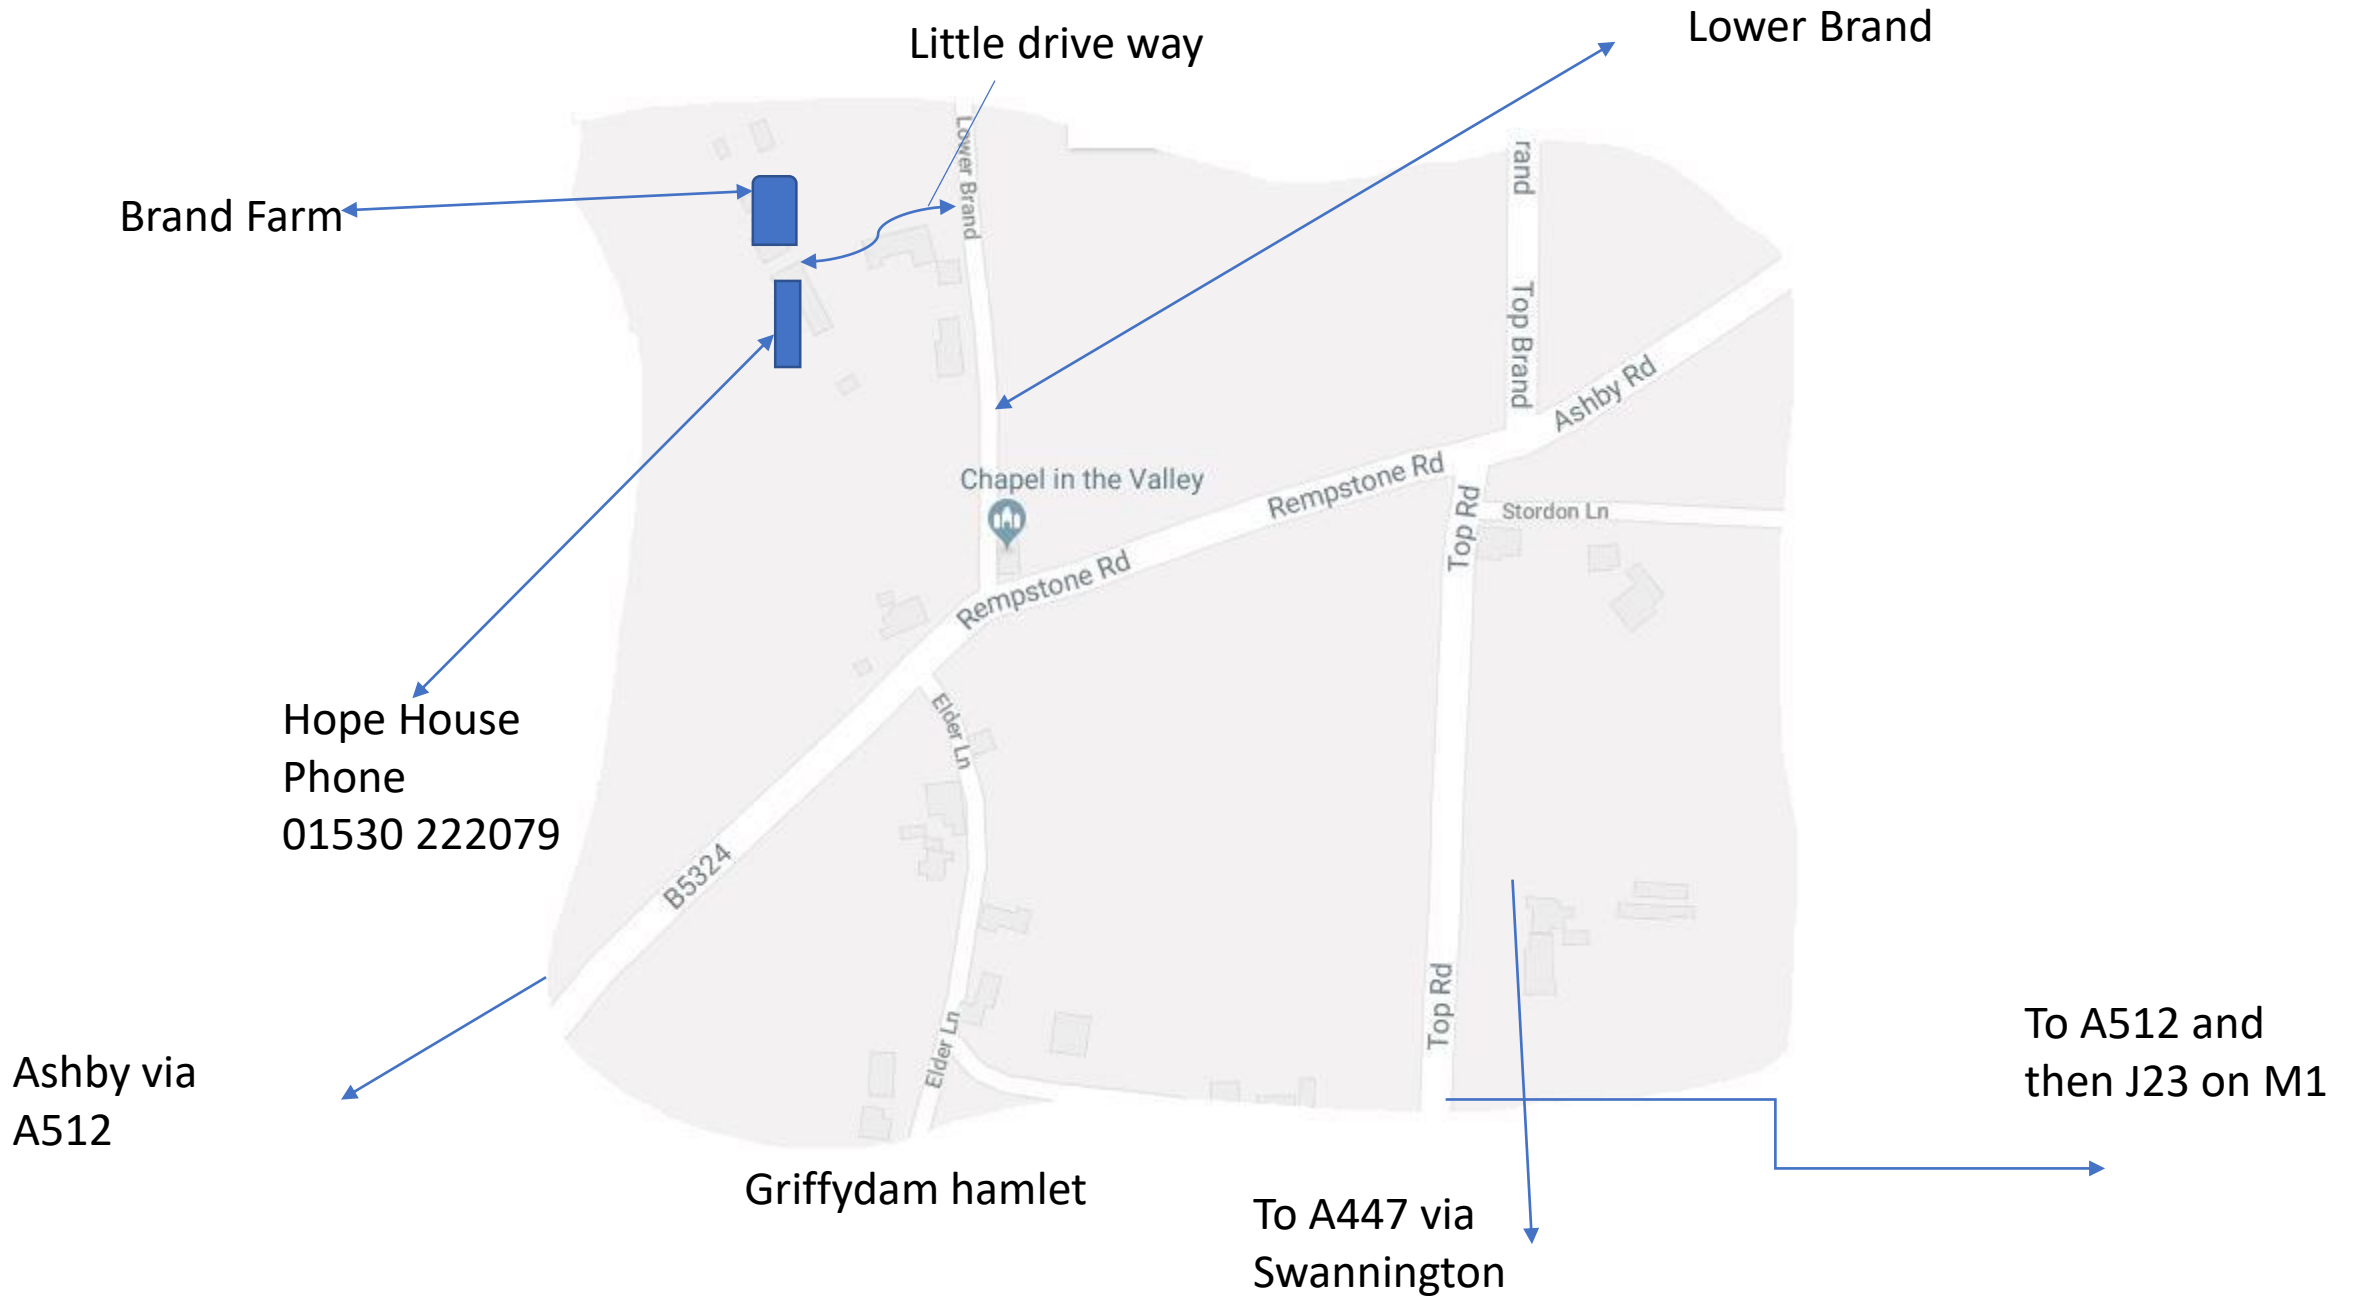 Lower Brand
Little drive way
Lower Brand
rand
Brand Farm
Top Brand
Ashby Rd
Chapel in the Valley
Rempstone Rd
Top Rd
Stordon Ln
Rempstone Rd
Elder Ln
Hope House
Phone
01530 222079
B5324
Top Rd
Elder Ln
To A512 and
then J23 on M1
Ashby via
A512
Griffydam hamlet
To A447 via
Swannington